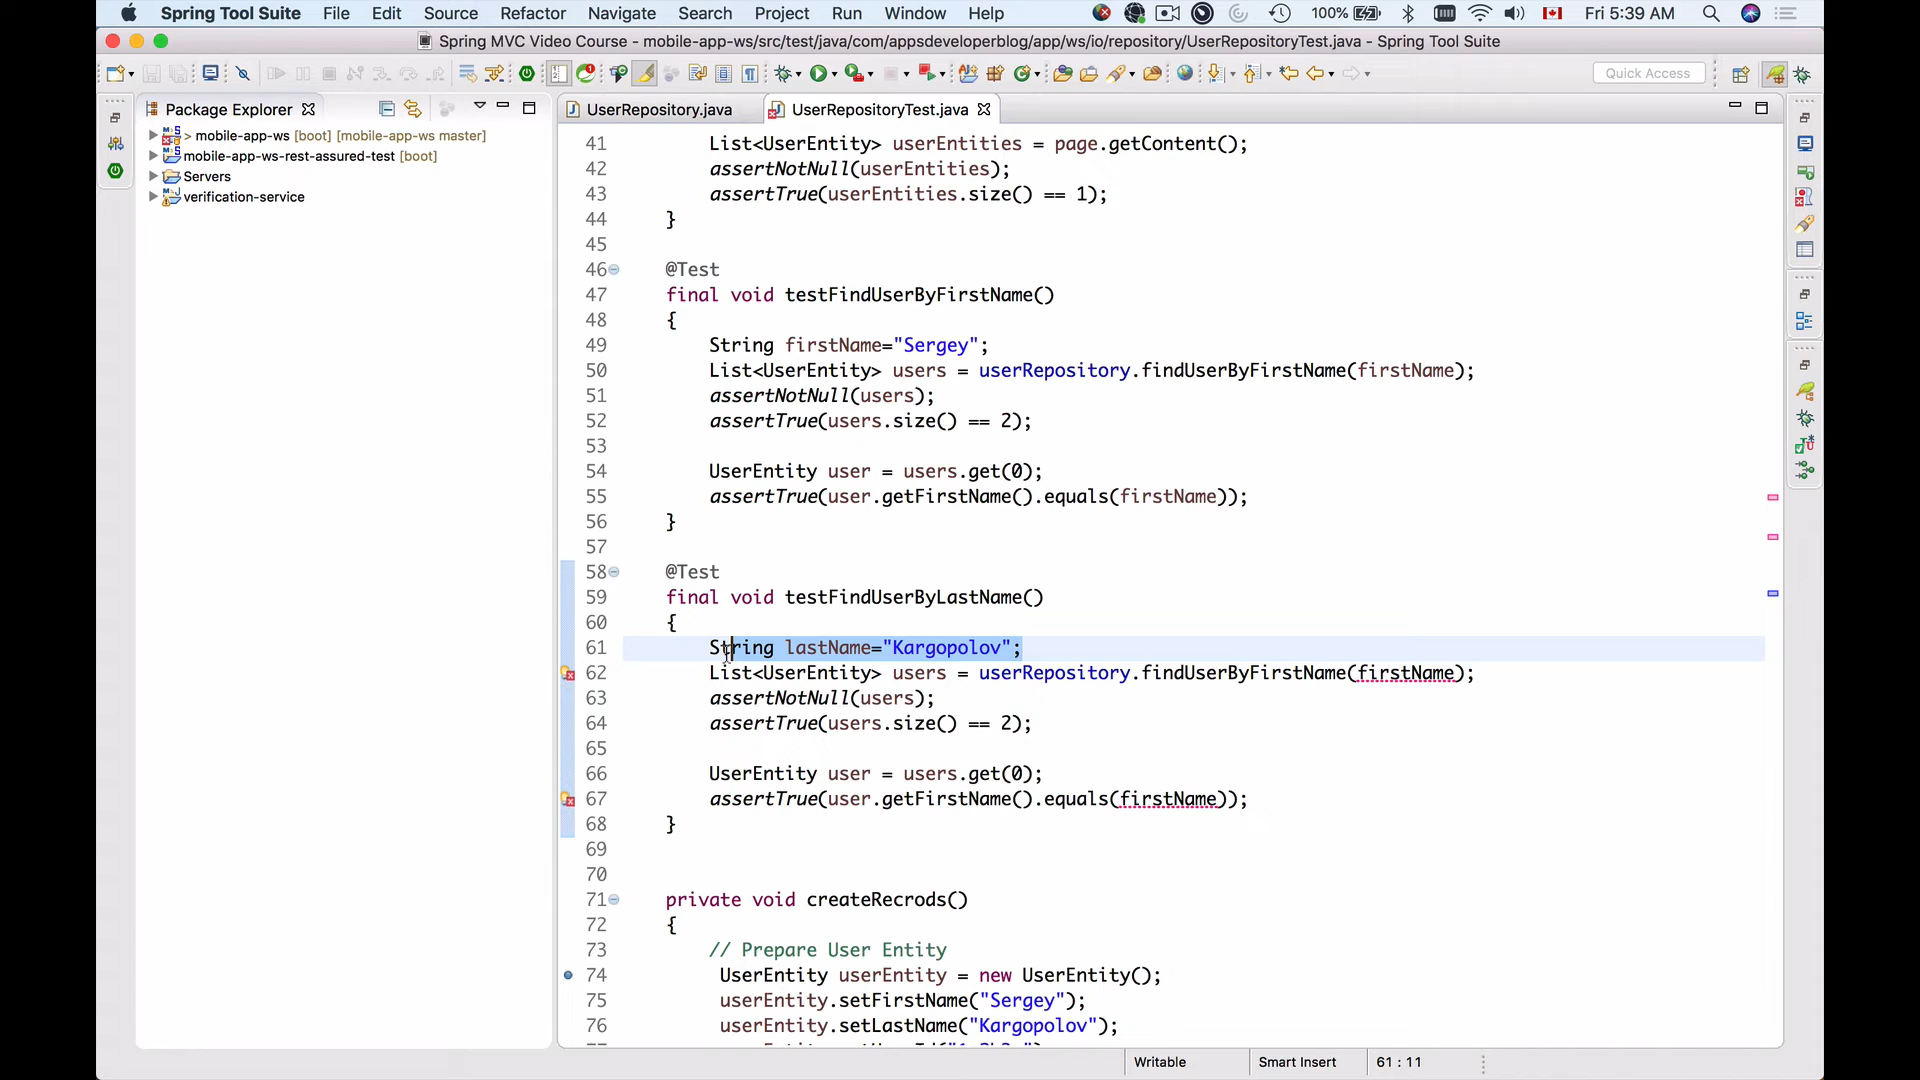 Spring Tool Suite File Edit Source Refactor Navigate Search Project Run Window Help 100% Fri 5:39 AM
Spring MVC Video Course - mobile-app-ws/src/test/java/com/appsdeveloperblog/app/ws/io/repository/UserRepositoryTest.java - Spring Tool Suite
Quick Access
Package Explorer
UserRepository.java
UserRepositoryTest.java
> mobile-app-ws [boot] [mobile-app-ws master]
mobile-app-ws-rest-assured-test [boot]
Servers
verification-service
41 List<UserEntity> userEntities = page.getContent();
42 assertNotNull(userEntities);
43 assertTrue(userEntities.size() == 1);
44 }
45
46 @Test
47 final void testFindUserByFirstName()
48 {
49 String firstName="Sergey";
50 List<UserEntity> users = userRepository.findUserByFirstName(firstName);
51 assertNotNull(users);
52 assertTrue(users.size() == 2);
53
54 UserEntity user = users.get(0);
55 assertTrue(user.getFirstName().equals(firstName));
56 }
57
58 @Test
59 final void testFindUserByLastName()
60 {
61 String lastName="Kargopolov";
62 List<UserEntity> users = userRepository.findUserByFirstName(firstName);
63 assertNotNull(users);
64 assertTrue(users.size() == 2);
65
66 UserEntity user = users.get(0);
67 assertTrue(user.getFirstName().equals(firstName));
68 }
69
70
71 private void createRecrods()
72 {
73 // Prepare User Entity
74 UserEntity userEntity = new UserEntity();
75 userEntity.setFirstName("Sergey");
76 userEntity.setLastName("Kargopolov");
Writable Smart Insert 61 : 11